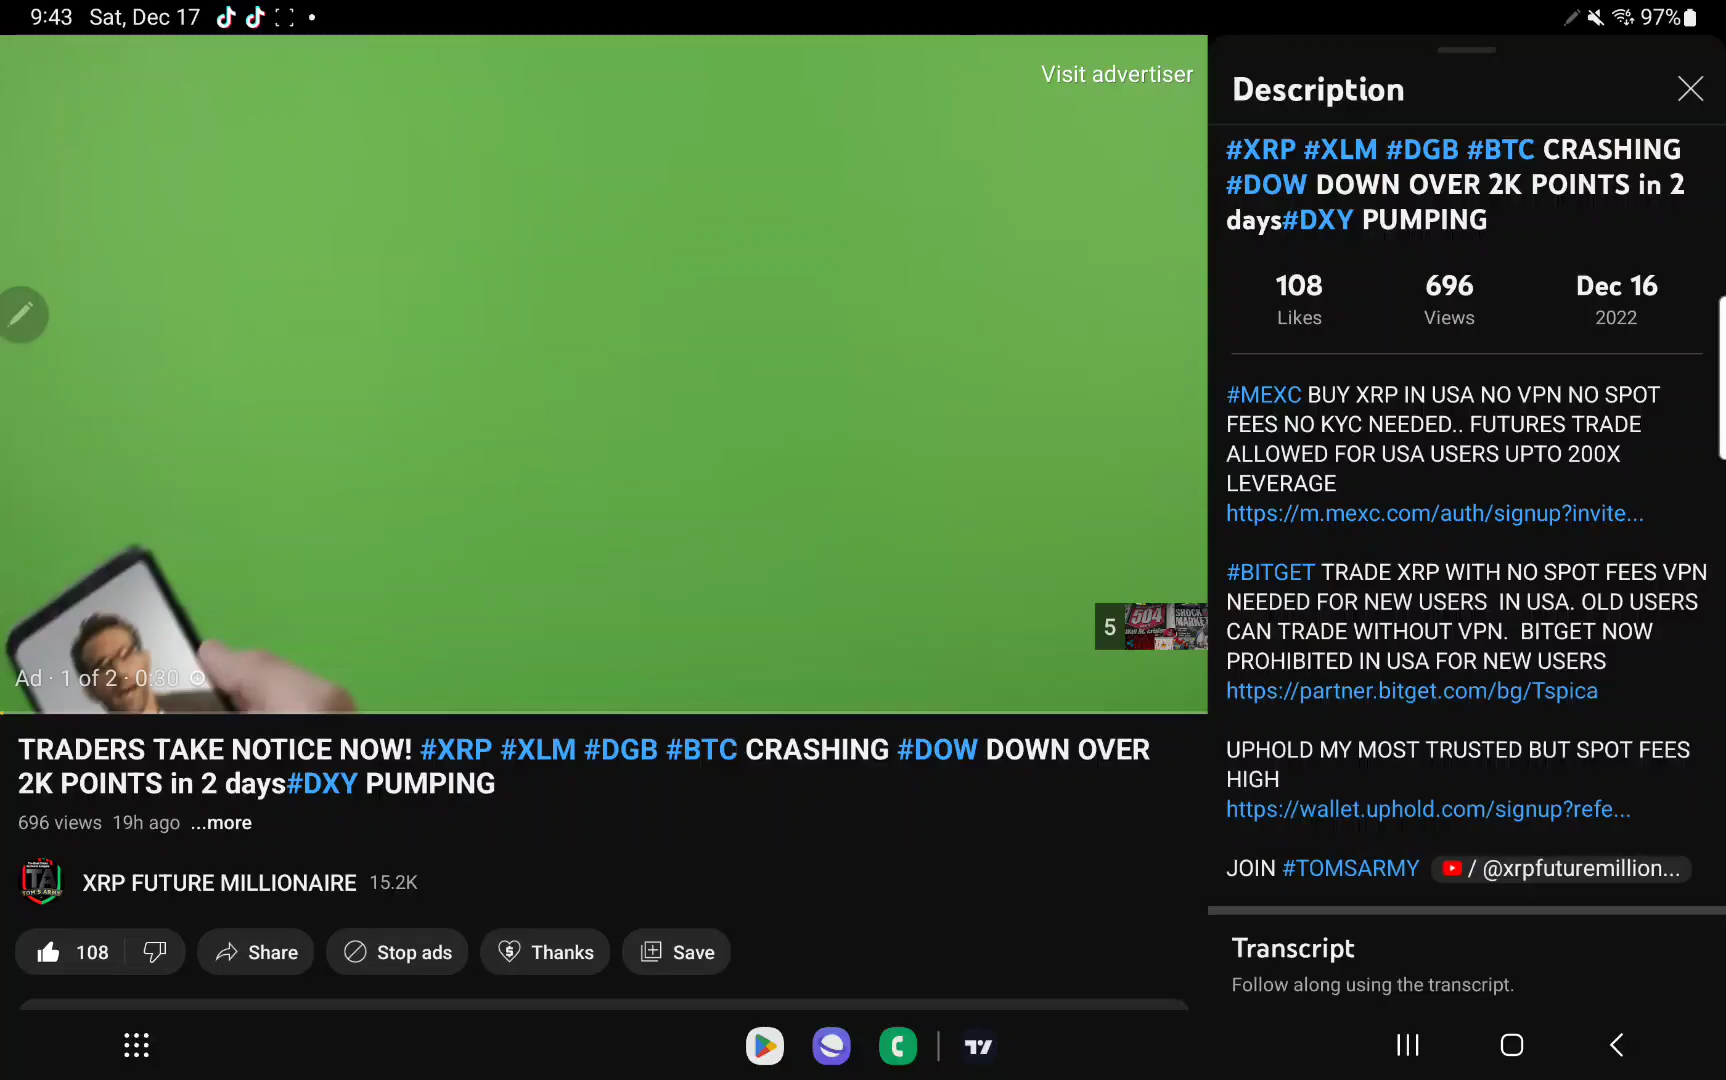 9:43 Sat, Dec 17
97%
Visit advertiser
5
504
SHOCK
MARKET
Ad · 1 of 2 · 0:30
TRADERS TAKE NOTICE NOW! #XRP #XLM #DGB #BTC CRASHING #DOW DOWN OVER
2K POINTS in 2 days#DXY PUMPING
696 views 19h ago ...more
TA
XRP FUTURE MILLIONAIRE 15.2K
108
Share
Stop ads
Thanks
Save
Description
#XRP #XLM #DGB #BTC CRASHING
#DOW DOWN OVER 2K POINTS in 2
days#DXY PUMPING
108 696 Dec 16
Likes Views 2022
#MEXC BUY XRP IN USA NO VPN NO SPOT
FEES NO KYC NEEDED.. FUTURES TRADE
ALLOWED FOR USA USERS UPTO 200X
LEVERAGE
https://m.mexc.com/auth/signup?invite...
#BITGET TRADE XRP WITH NO SPOT FEES VPN
NEEDED FOR NEW USERS IN USA. OLD USERS
CAN TRADE WITHOUT VPN. BITGET NOW
PROHIBITED IN USA FOR NEW USERS
https://partner.bitget.com/bg/Tspica
UPHOLD MY MOST TRUSTED BUT SPOT FEES
HIGH
https://wallet.uphold.com/signup?refe...
JOIN #TOMSARMY / @xrpfuturemillion...
Transcript
Follow along using the transcript.